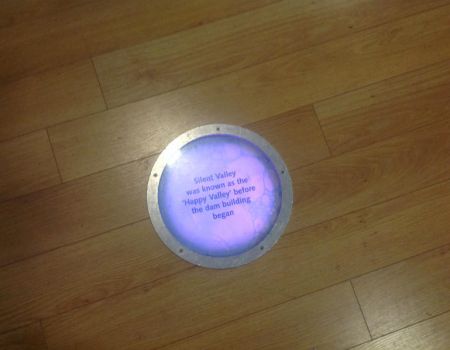 Silent Valley
was known as the
'Happy Valley' before
the dam building
began